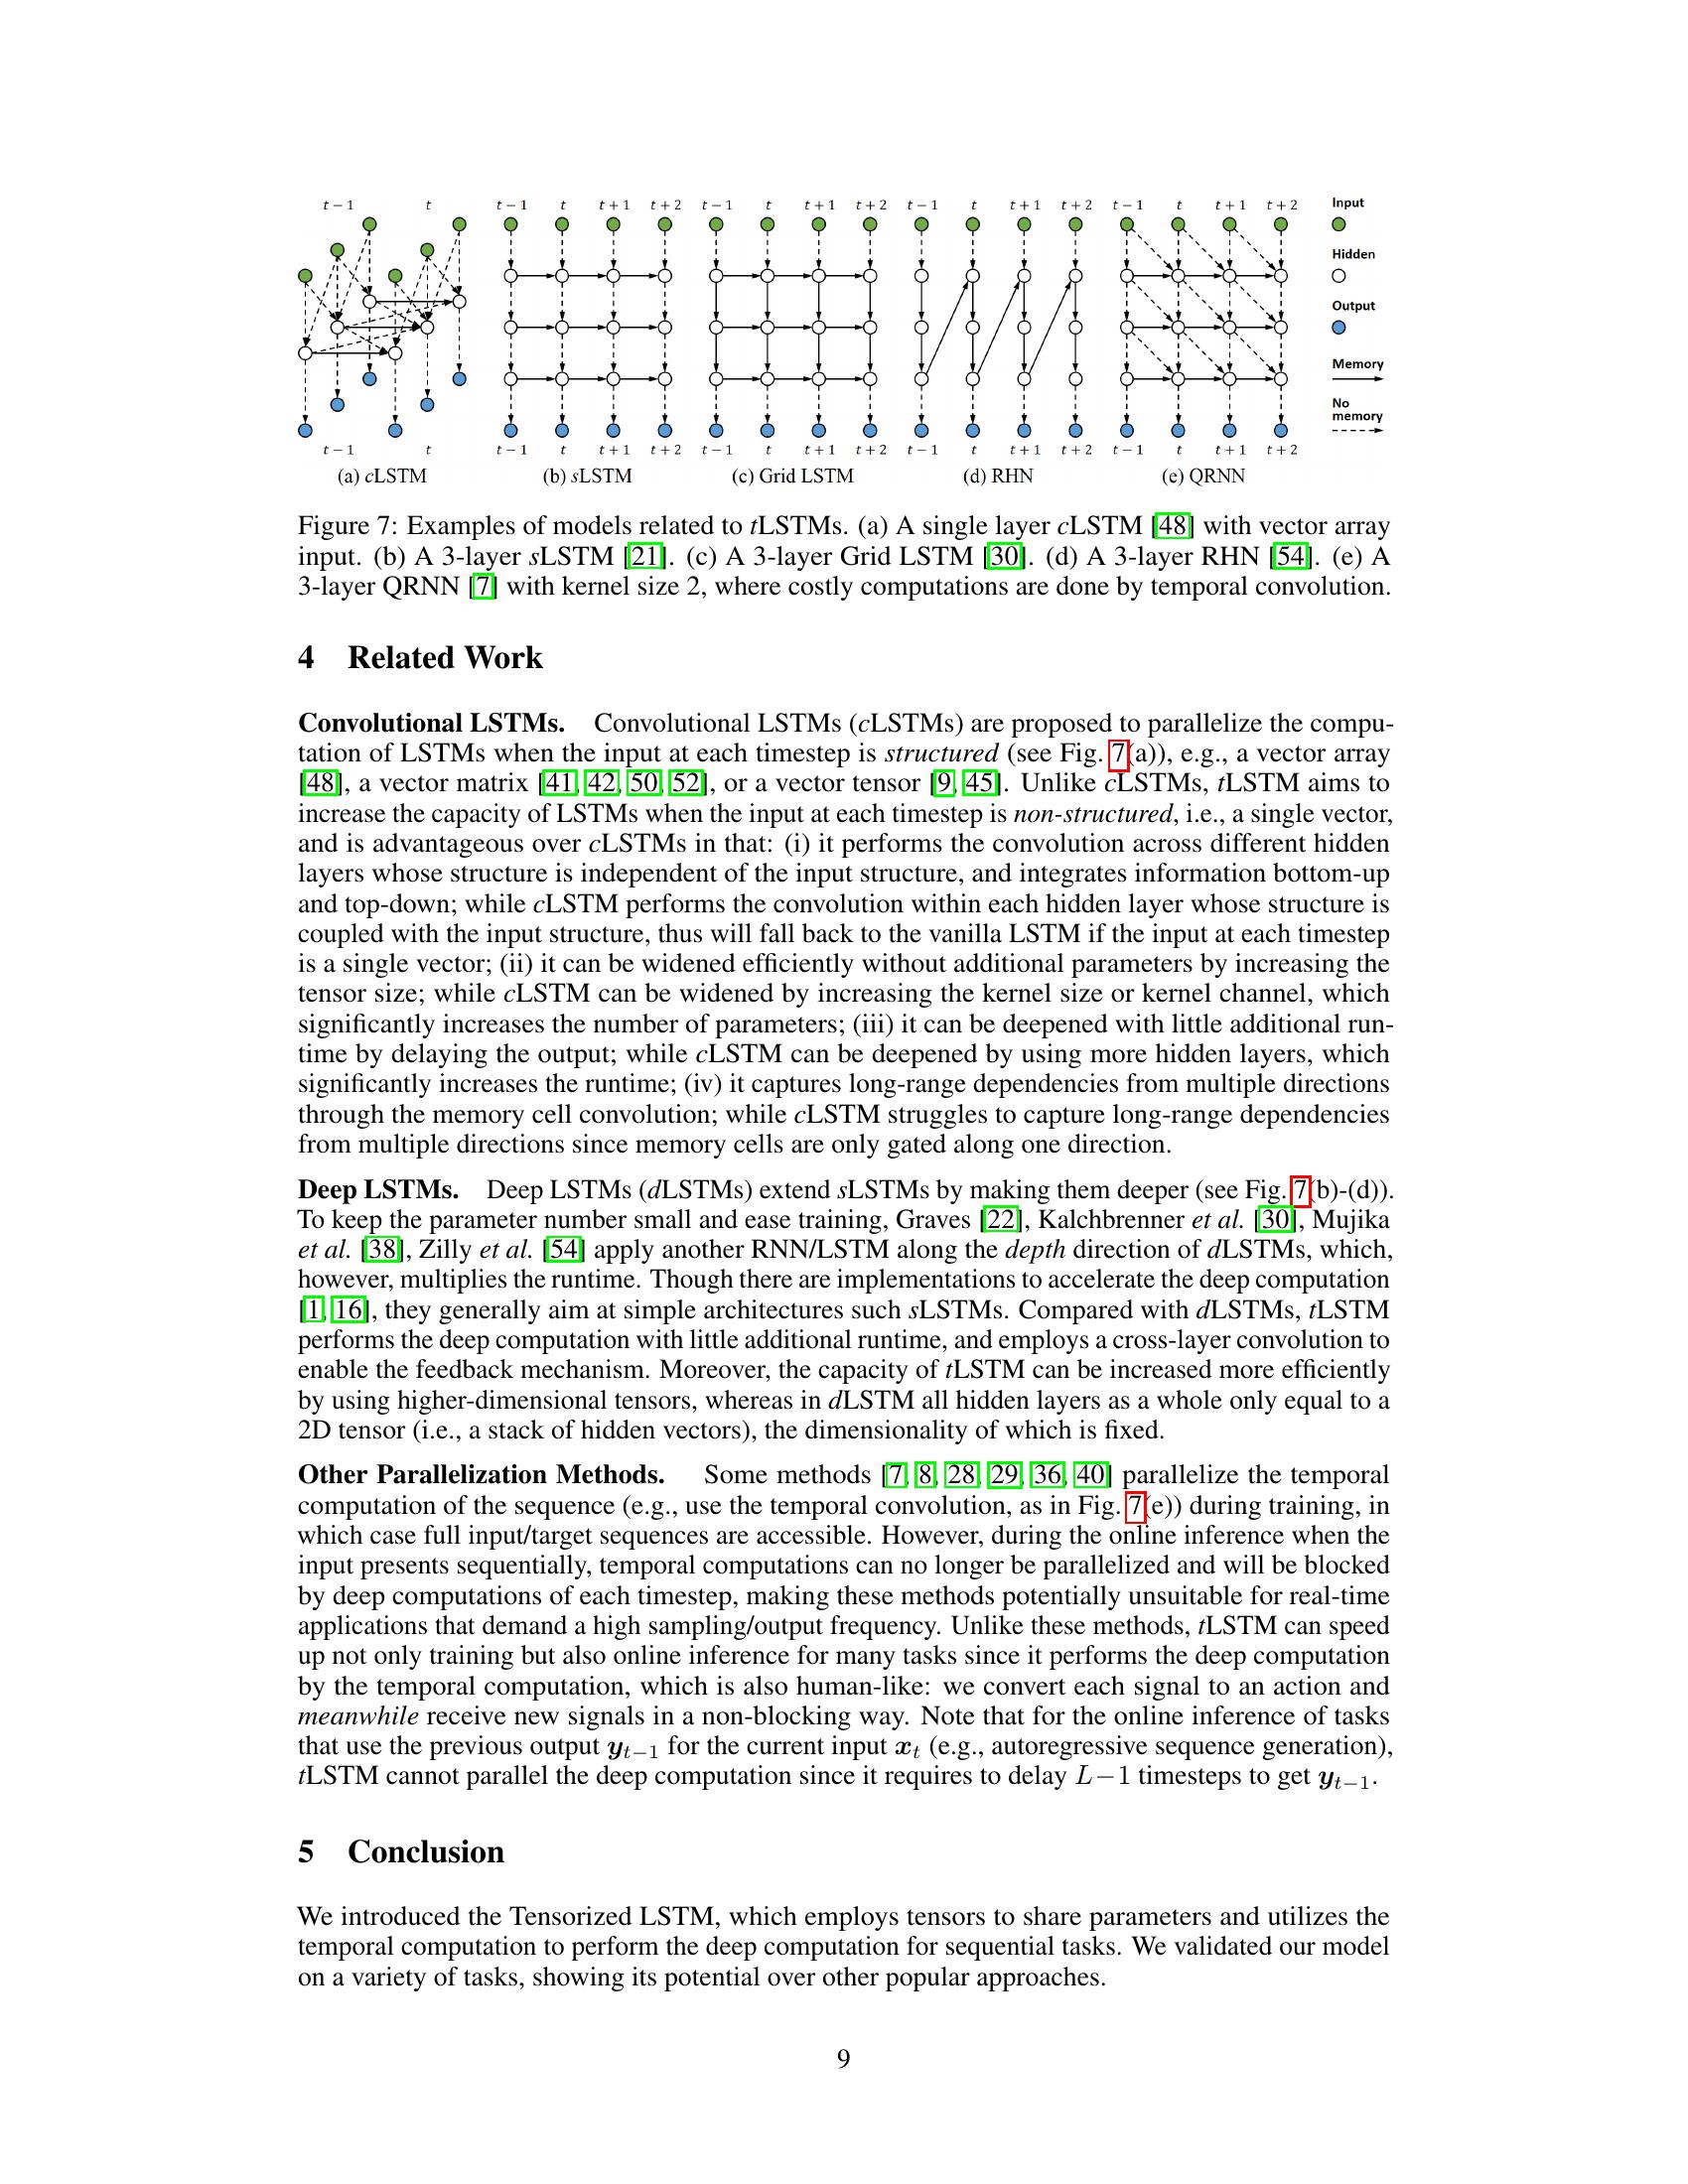 t − 1 t t − 1 t t + 1 t + 2 t − 1 t t + 1 t + 2 t − 1 t t + 1 t + 2 t − 1 t t + 1 t + 2 Input
Hidden
Output
Memory
No
memory
t − 1 t t − 1 t t + 1 t + 2 t − 1 t t + 1 t + 2 t − 1 t t + 1 t + 2 t − 1 t t + 1 t + 2
(a) cLSTM (b) sLSTM (c) Grid LSTM (d) RHN (e) QRNN
Figure 7: Examples of models related to tLSTMs. (a) A single layer cLSTM [48] with vector array
input. (b) A 3-layer sLSTM [21]. (c) A 3-layer Grid LSTM [30]. (d) A 3-layer RHN [54]. (e) A
3-layer QRNN [7] with kernel size 2, where costly computations are done by temporal convolution.
4 Related Work
Convolutional LSTMs. Convolutional LSTMs (cLSTMs) are proposed to parallelize the compu-
tation of LSTMs when the input at each timestep is structured (see Fig. 7(a)), e.g., a vector array
[48], a vector matrix [41, 42, 50, 52], or a vector tensor [9, 45]. Unlike cLSTMs, tLSTM aims to
increase the capacity of LSTMs when the input at each timestep is non-structured, i.e., a single vector,
and is advantageous over cLSTMs in that: (i) it performs the convolution across different hidden
layers whose structure is independent of the input structure, and integrates information bottom-up
and top-down; while cLSTM performs the convolution within each hidden layer whose structure is
coupled with the input structure, thus will fall back to the vanilla LSTM if the input at each timestep
is a single vector; (ii) it can be widened efficiently without additional parameters by increasing the
tensor size; while cLSTM can be widened by increasing the kernel size or kernel channel, which
significantly increases the number of parameters; (iii) it can be deepened with little additional run-
time by delaying the output; while cLSTM can be deepened by using more hidden layers, which
significantly increases the runtime; (iv) it captures long-range dependencies from multiple directions
through the memory cell convolution; while cLSTM struggles to capture long-range dependencies
from multiple directions since memory cells are only gated along one direction.
Deep LSTMs. Deep LSTMs (dLSTMs) extend sLSTMs by making them deeper (see Fig. 7(b)-(d)).
To keep the parameter number small and ease training, Graves [22], Kalchbrenner et al. [30], Mujika
et al. [38], Zilly et al. [54] apply another RNN/LSTM along the depth direction of dLSTMs, which,
however, multiplies the runtime. Though there are implementations to accelerate the deep computation
[1, 16], they generally aim at simple architectures such sLSTMs. Compared with dLSTMs, tLSTM
performs the deep computation with little additional runtime, and employs a cross-layer convolution to
enable the feedback mechanism. Moreover, the capacity of tLSTM can be increased more efficiently
by using higher-dimensional tensors, whereas in dLSTM all hidden layers as a whole only equal to a
2D tensor (i.e., a stack of hidden vectors), the dimensionality of which is fixed.
Other Parallelization Methods. Some methods [7, 8, 28, 29, 36, 40] parallelize the temporal
computation of the sequence (e.g., use the temporal convolution, as in Fig. 7(e)) during training, in
which case full input/target sequences are accessible. However, during the online inference when the
input presents sequentially, temporal computations can no longer be parallelized and will be blocked
by deep computations of each timestep, making these methods potentially unsuitable for real-time
applications that demand a high sampling/output frequency. Unlike these methods, tLSTM can speed
up not only training but also online inference for many tasks since it performs the deep computation
by the temporal computation, which is also human-like: we convert each signal to an action and
meanwhile receive new signals in a non-blocking way. Note that for the online inference of tasks
that use the previous output y_{t−1} for the current input x_t (e.g., autoregressive sequence generation),
tLSTM cannot parallel the deep computation since it requires to delay L−1 timesteps to get y_{t−1}.
5 Conclusion
We introduced the Tensorized LSTM, which employs tensors to share parameters and utilizes the
temporal computation to perform the deep computation for sequential tasks. We validated our model
on a variety of tasks, showing its potential over other popular approaches.
9